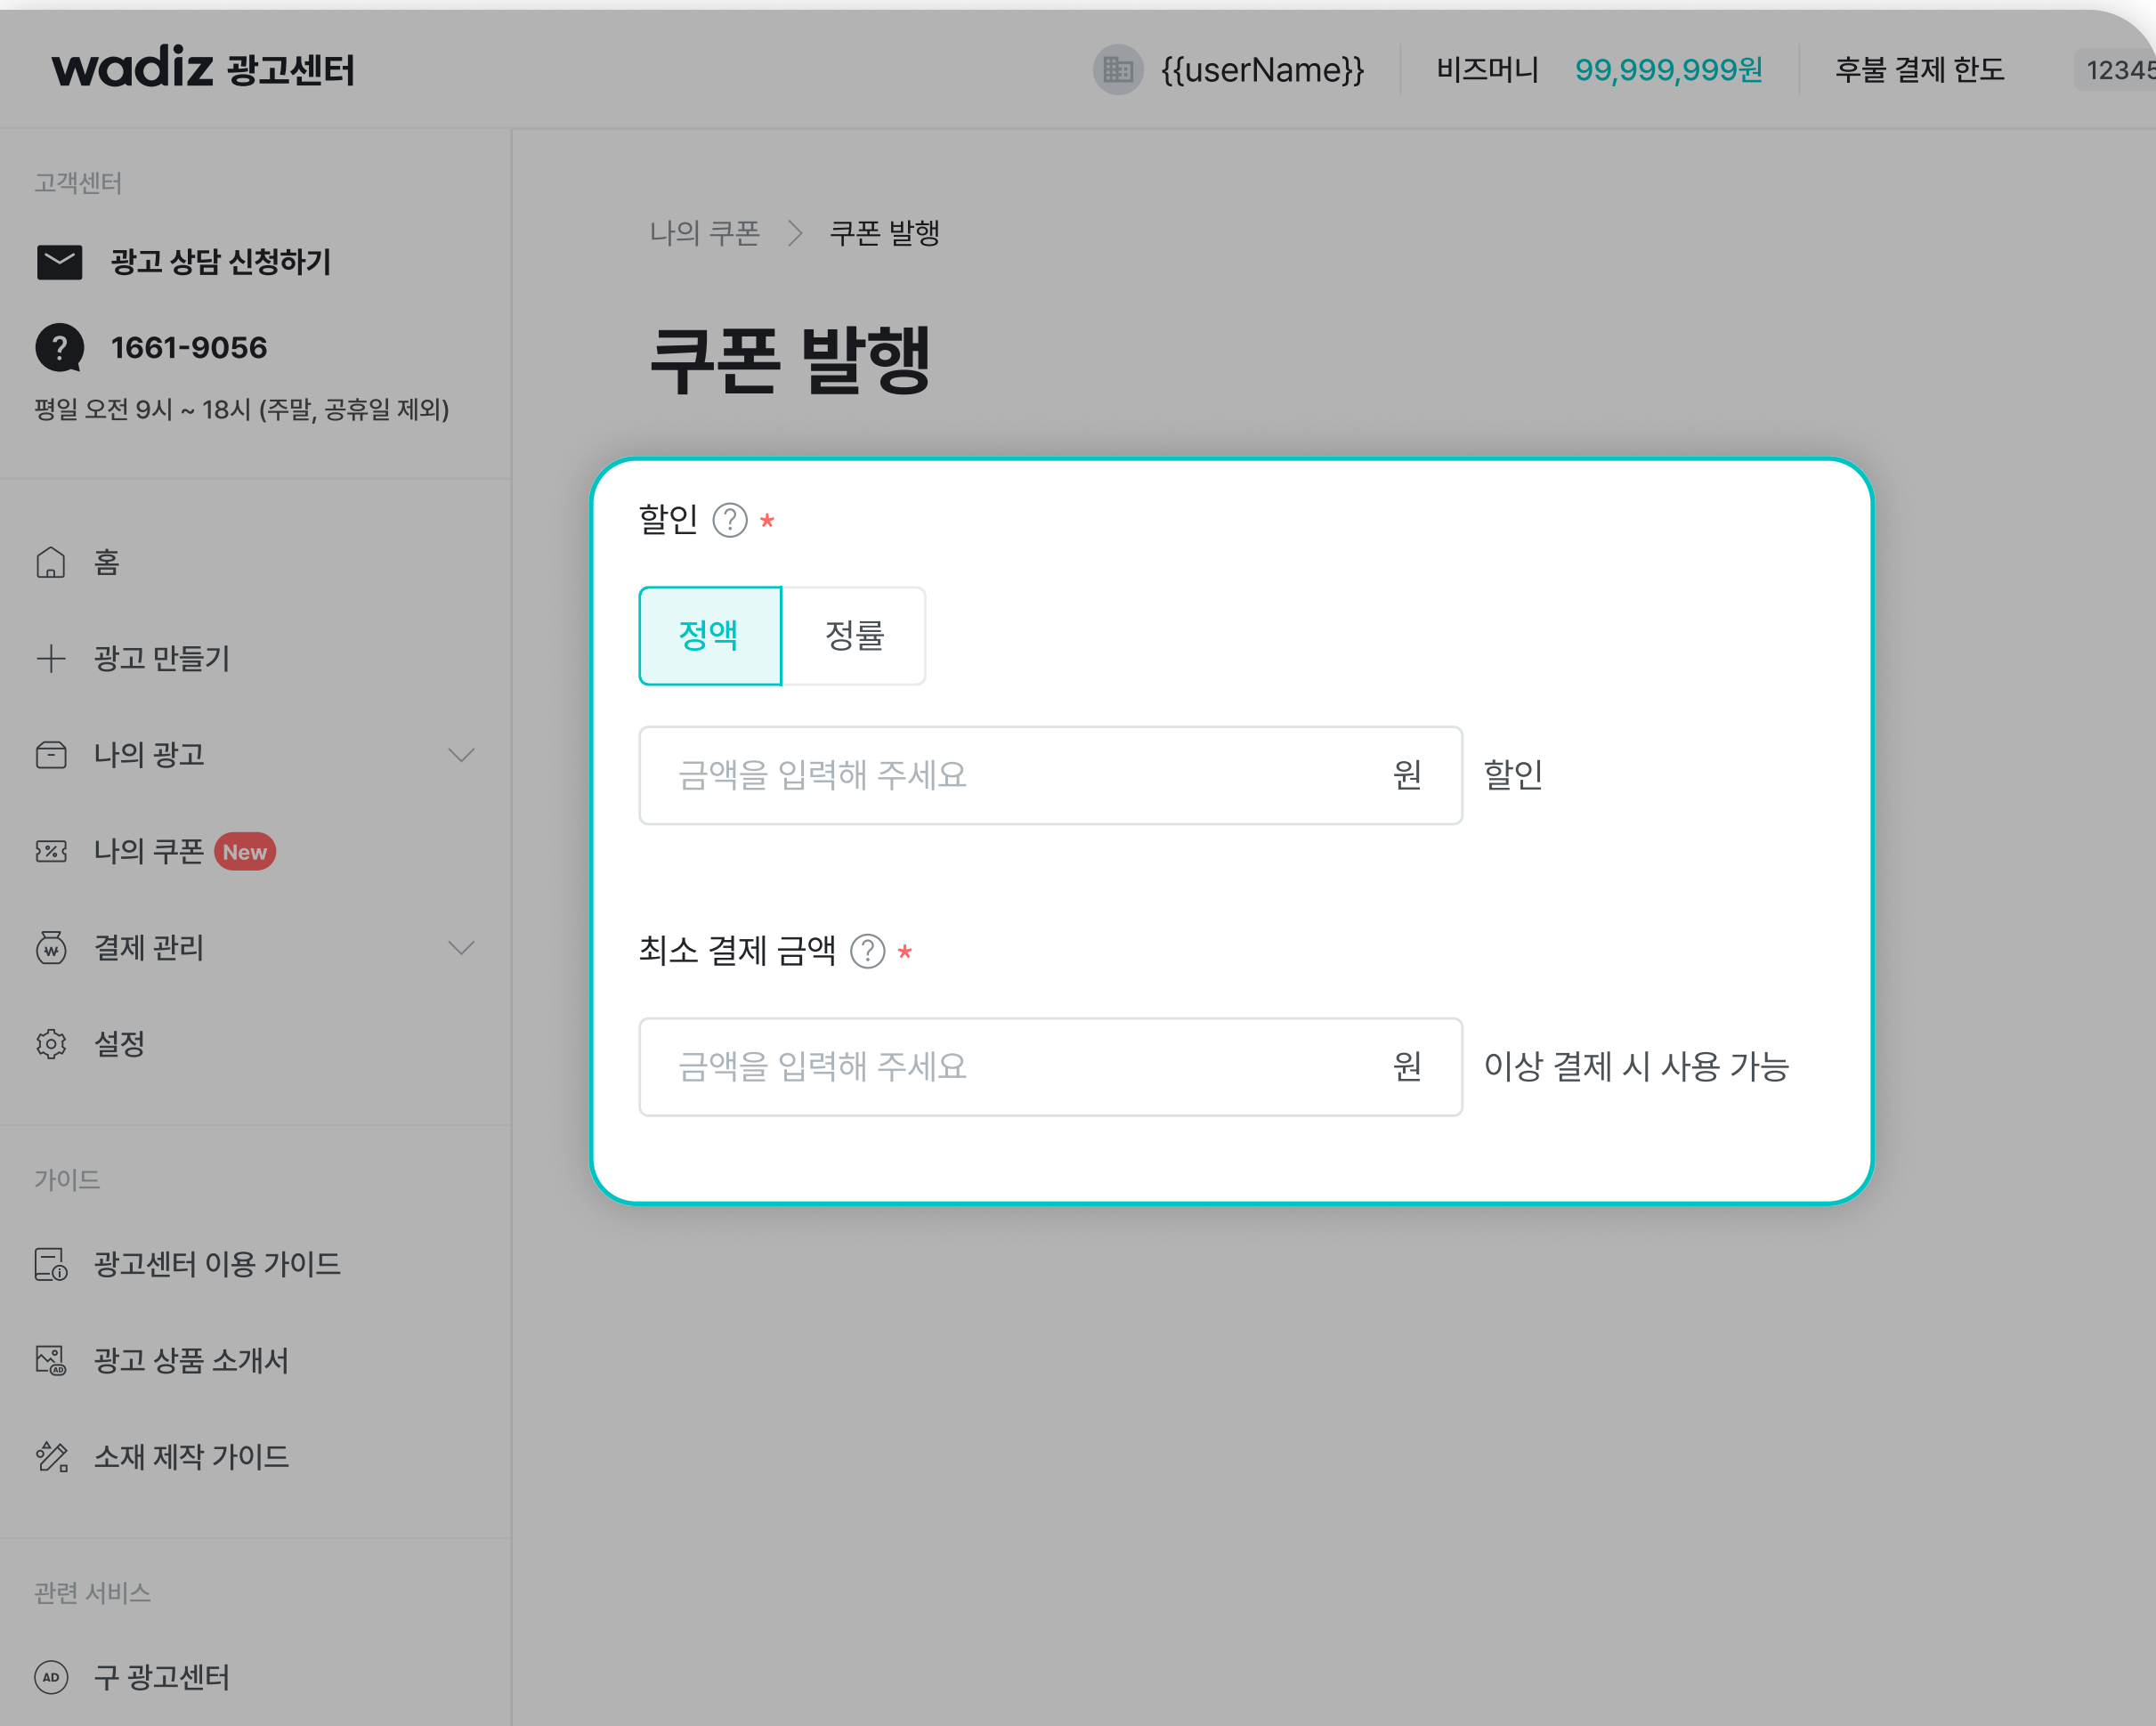 wadiz 광고센터
{{userName}}
비즈머니 99,999,999원
후불 결제 한도
고객센터
광고 상담 신청하기
1661-9056
평일 오전 9시 ~ 18시 (주말, 공휴일 제외)
홈
광고 만들기
나의 광고
나의 쿠폰 New
결제 관리
설정
가이드
광고센터 이용 가이드
광고 상품 소개서
소재 제작 가이드
관련 서비스
AD 구 광고센터
나의 쿠폰 > 쿠폰 발행
쿠폰 발행
할인 ? *
정액 정률
금액을 입력해 주세요 원 할인
최소 결제 금액 ? *
금액을 입력해 주세요 원 이상 결제 시 사용 가능